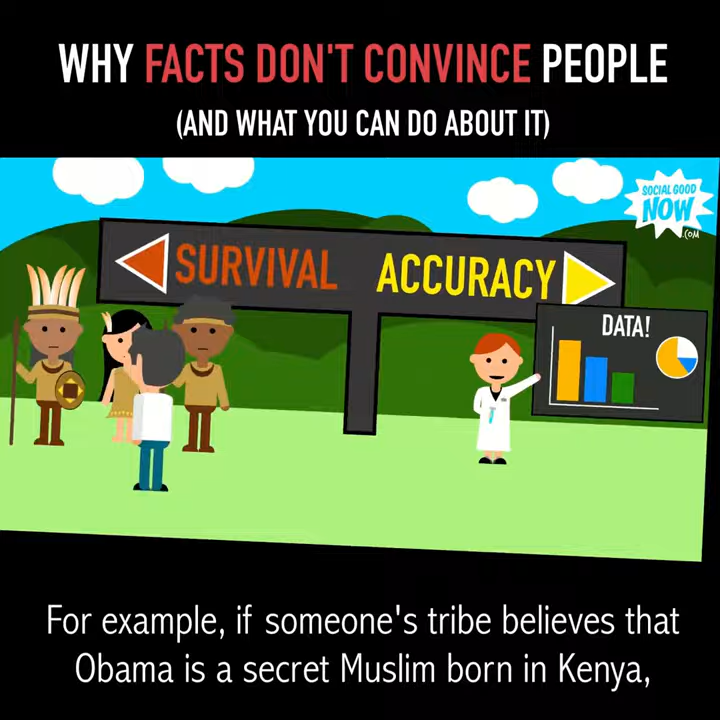 WHY FACTS DON'T CONVINCE PEOPLE
(AND WHAT YOU CAN DO ABOUT IT)
SOCIAL GOOD
NOW
.COM
SURVIVAL ACCURACY
DATA!
For example, if someone's tribe believes that
Obama is a secret Muslim born in Kenya,